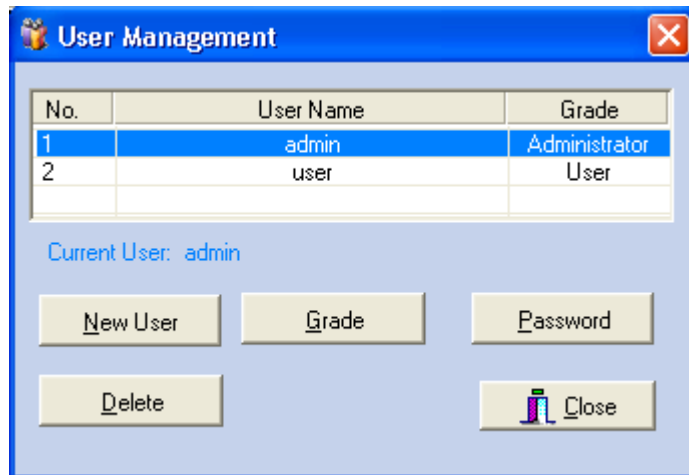 User Management
No. User Name Grade
1 admin Administrator
2 user User
Current User: admin
New User Grade Password
Delete Close